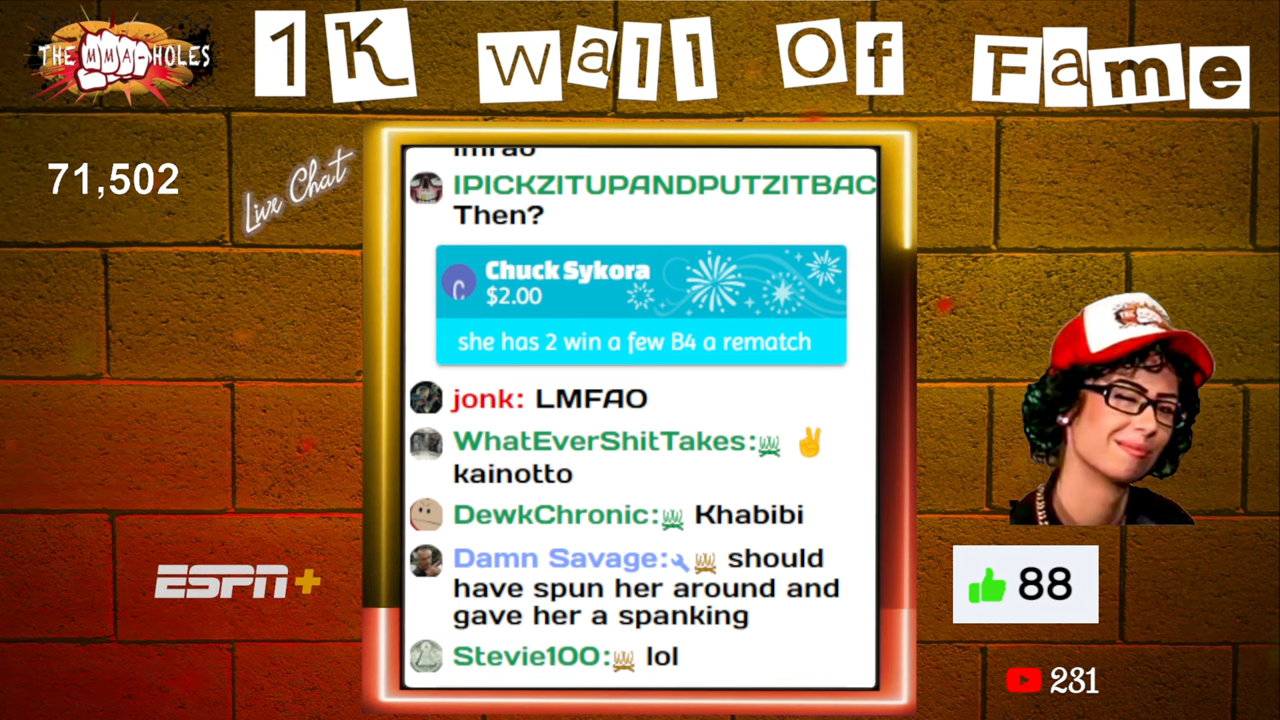 THE MMA-HOLES
1K Wall Of Fame
71,502
Live Chat
lmfao
IPICKZITUPANDPUTZITBAC
Then?
C
Chuck Sykora
$2.00
she has 2 win a few B4 a rematch
jonk: LMFAO
WhatEverShitTakes: ✌
kainotto
DewkChronic: Khabibi
Damn Savage: should
have spun her around and
gave her a spanking
Stevie100: lol
ESPN+
88
231